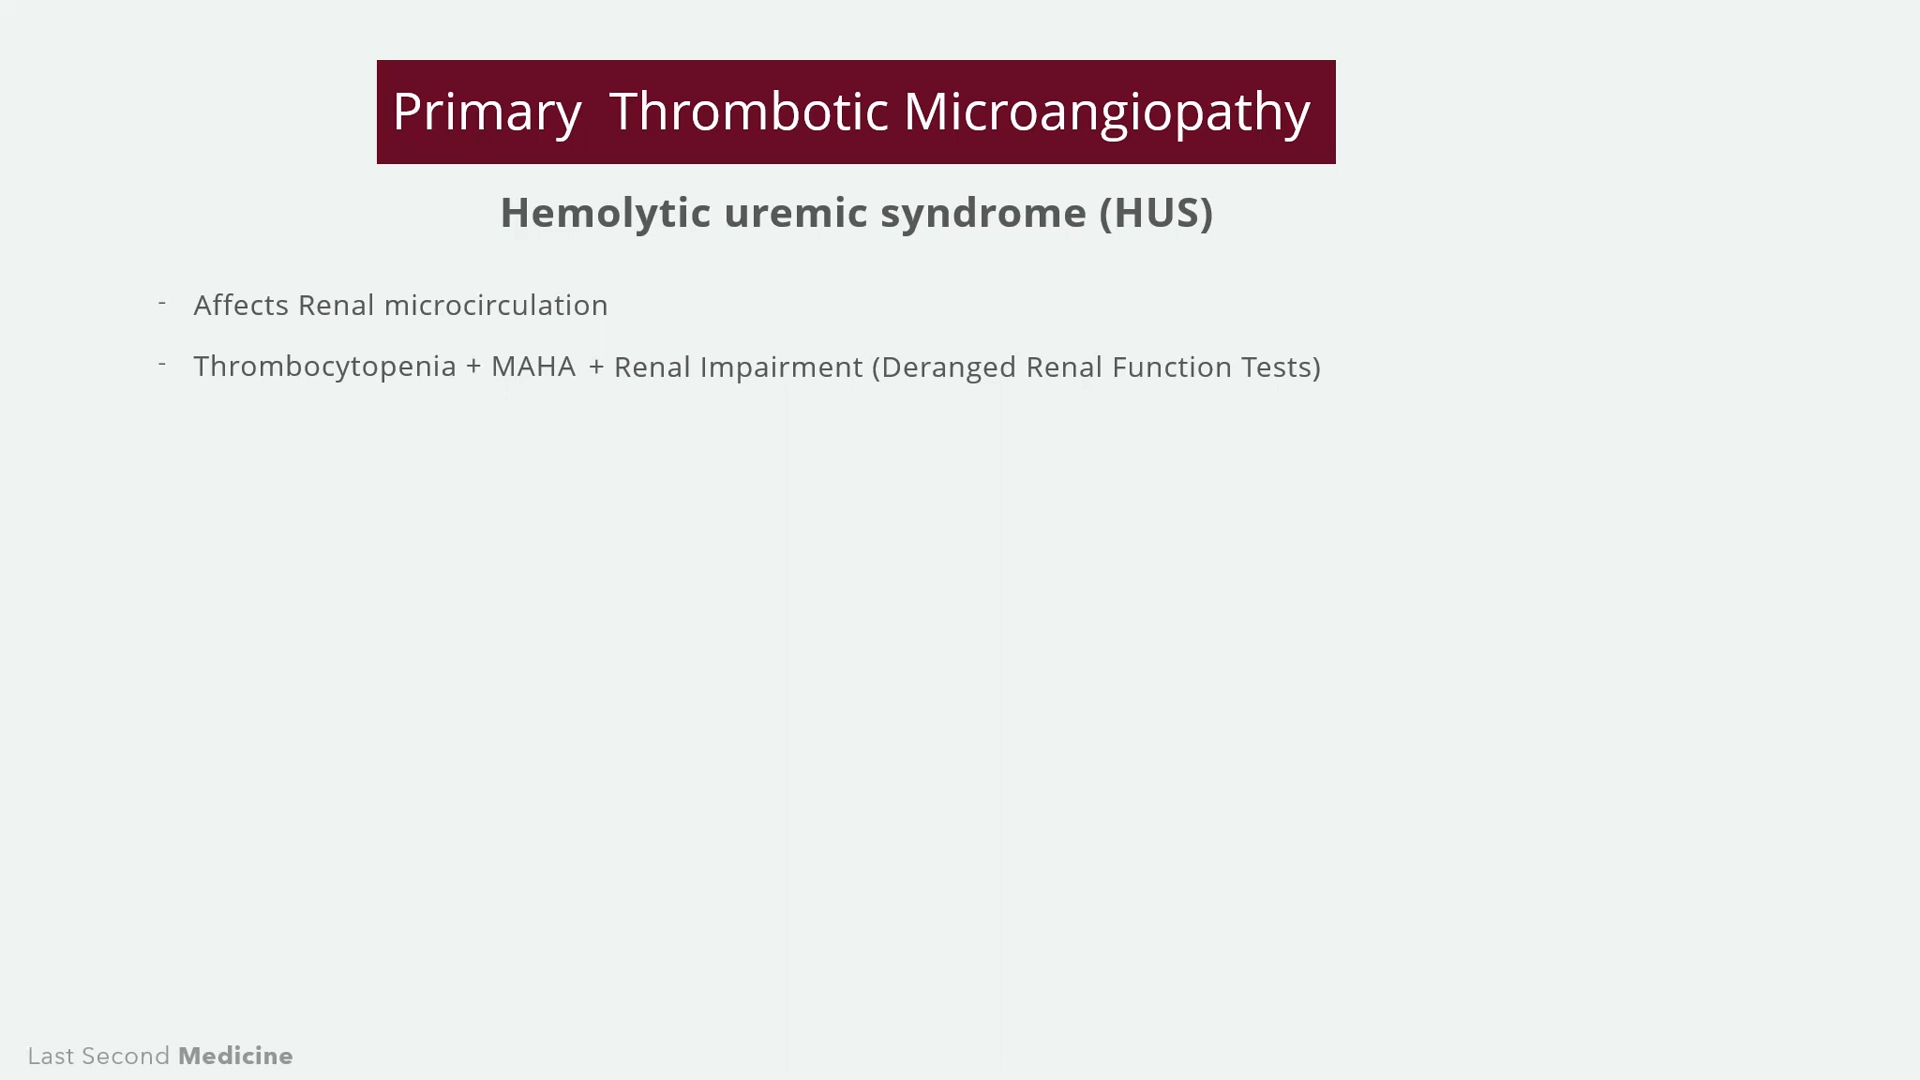 Primary Thrombotic Microangiopathy
Hemolytic uremic syndrome (HUS)
- Affects Renal microcirculation
- Thrombocytopenia + MAHA + Renal Impairment (Deranged Renal Function Tests)
Last Second Medicine